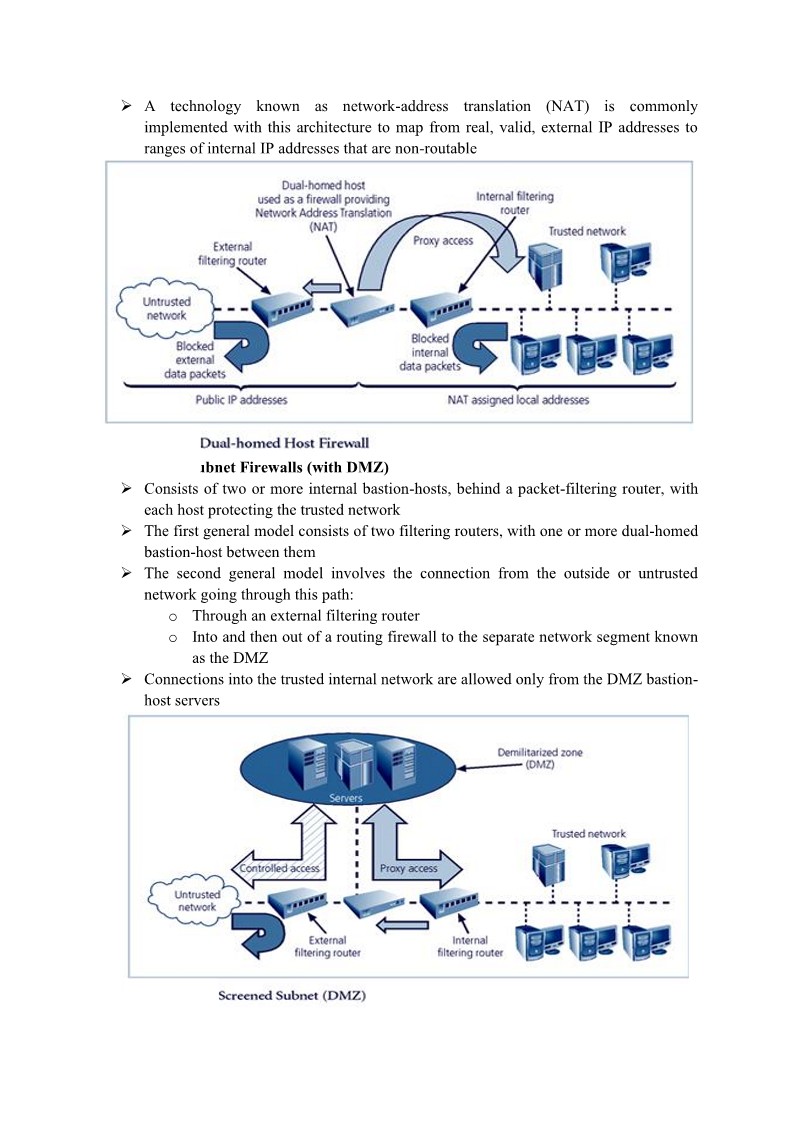 ➢ A technology known as network-address translation (NAT) is commonly
implemented with this architecture to map from real, valid, external IP addresses to
ranges of internal IP addresses that are non-routable
Dual-homed host
used as a firewall providing
Network Address Translation
(NAT)
Internal filtering
router
Proxy access
Trusted network
External
filtering router
Untrusted
network
Blocked
external
data packets
Blocked
internal
data packets
Public IP addresses
NAT assigned local addresses
Dual-homed Host Firewall
ıbnet Firewalls (with DMZ)
➢ Consists of two or more internal bastion-hosts, behind a packet-filtering router, with
each host protecting the trusted network
➢ The first general model consists of two filtering routers, with one or more dual-homed
bastion-host between them
➢ The second general model involves the connection from the outside or untrusted
network going through this path:
o Through an external filtering router
o Into and then out of a routing firewall to the separate network segment known
as the DMZ
➢ Connections into the trusted internal network are allowed only from the DMZ bastion-
host servers
Demilitarized zone
(DMZ)
Servers
Trusted network
Controlled access
Proxy access
Untrusted
network
External
filtering router
Internal
filtering router
Screened Subnet (DMZ)